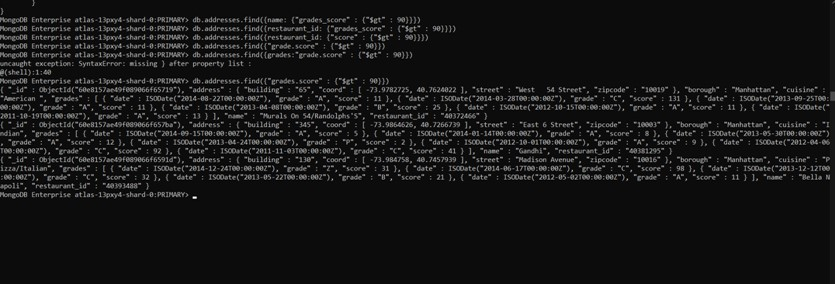 }
}
MongoDB Enterprise atlas-13pxy4-shard-0:PRIMARY> db.addresses.find({name: {"grades_score" : {"$gt" : 90}}})
MongoDB Enterprise atlas-13pxy4-shard-0:PRIMARY> db.addresses.find({restaurant_id: {"grades_score" : {"$gt" : 90}}})
MongoDB Enterprise atlas-13pxy4-shard-0:PRIMARY> db.addresses.find({restaurant_id: {"score" : {"$gt" : 90}}})
MongoDB Enterprise atlas-13pxy4-shard-0:PRIMARY> db.addresses.find({"grade.score" : {"$gt" : 90}})
MongoDB Enterprise atlas-13pxy4-shard-0:PRIMARY> db.addresses.find({grades:"grade.score" : {"$gt" : 90}})
uncaught exception: SyntaxError: missing } after property list :
@(shell):1:40
MongoDB Enterprise atlas-13pxy4-shard-0:PRIMARY> db.addresses.find({"grades.score" : {"$gt" : 90}})
{ "_id" : ObjectId("60e8157ae49f089066f65719"), "address" : { "building" : "65", "coord" : [ -73.9782725, 40.7624022 ], "street" : "West   54 Street", "zipcode" : "10019" }, "borough" : "Manhattan", "cuisine" :
"American ", "grades" : [ { "date" : ISODate("2014-08-22T00:00:00Z"), "grade" : "A", "score" : 11 }, { "date" : ISODate("2014-03-28T00:00:00Z"), "grade" : "C", "score" : 131 }, { "date" : ISODate("2013-09-25T00:
00:00Z"), "grade" : "A", "score" : 11 }, { "date" : ISODate("2013-04-08T00:00:00Z"), "grade" : "B", "score" : 25 }, { "date" : ISODate("2012-10-15T00:00:00Z"), "grade" : "A", "score" : 11 }, { "date" : ISODate("
2011-10-19T00:00:00Z"), "grade" : "A", "score" : 13 } ], "name" : "Murals On 54/Randolphs'S", "restaurant_id" : "40372466" }
{ "_id" : ObjectId("60e8157ae49f089066f657ba"), "address" : { "building" : "345", "coord" : [ -73.9864626, 40.7266739 ], "street" : "East 6 Street", "zipcode" : "10003" }, "borough" : "Manhattan", "cuisine" : "I
ndian", "grades" : [ { "date" : ISODate("2014-09-15T00:00:00Z"), "grade" : "A", "score" : 5 }, { "date" : ISODate("2014-01-14T00:00:00Z"), "grade" : "A", "score" : 8 }, { "date" : ISODate("2013-05-30T00:00:00Z")
, "grade" : "A", "score" : 12 }, { "date" : ISODate("2013-04-24T00:00:00Z"), "grade" : "P", "score" : 2 }, { "date" : ISODate("2012-10-01T00:00:00Z"), "grade" : "A", "score" : 9 }, { "date" : ISODate("2012-04-06
T00:00:00Z"), "grade" : "C", "score" : 92 }, { "date" : ISODate("2011-11-03T00:00:00Z"), "grade" : "C", "score" : 41 } ], "name" : "Gandhi", "restaurant_id" : "40381295" }
{ "_id" : ObjectId("60e8157ae49f089066f6591d"), "address" : { "building" : "130", "coord" : [ -73.984758, 40.7457939 ], "street" : "Madison Avenue", "zipcode" : "10016" }, "borough" : "Manhattan", "cuisine" : "P
izza/Italian", "grades" : [ { "date" : ISODate("2014-12-24T00:00:00Z"), "grade" : "Z", "score" : 31 }, { "date" : ISODate("2014-06-17T00:00:00Z"), "grade" : "C", "score" : 98 }, { "date" : ISODate("2013-12-12T0
0:00:00Z"), "grade" : "C", "score" : 32 }, { "date" : ISODate("2013-05-22T00:00:00Z"), "grade" : "B", "score" : 21 }, { "date" : ISODate("2012-05-02T00:00:00Z"), "grade" : "A", "score" : 11 } ], "name" : "Bella N
apoli", "restaurant_id" : "40393488" }
MongoDB Enterprise atlas-13pxy4-shard-0:PRIMARY>